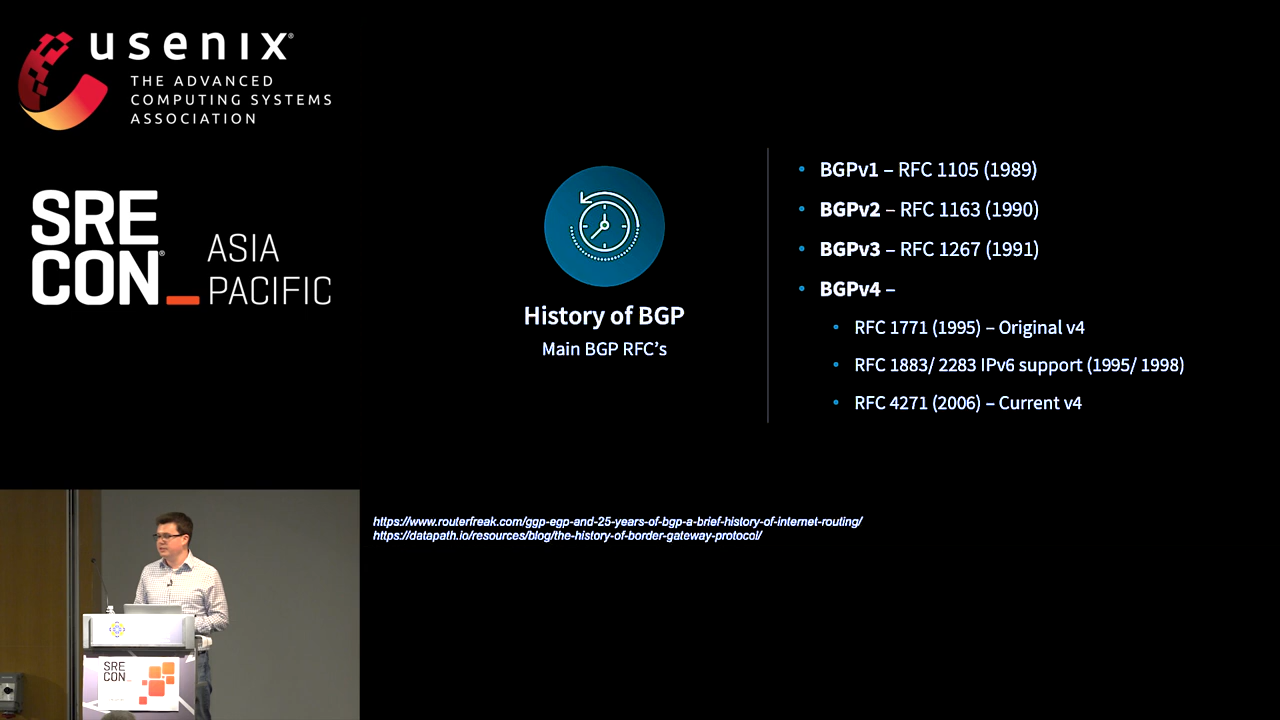 usenix®
THE ADVANCED
COMPUTING SYSTEMS
ASSOCIATION
SRE
CON®_
ASIA
PACIFIC
History of BGP
Main BGP RFC's
• BGPv1 – RFC 1105 (1989)
• BGPv2 – RFC 1163 (1990)
• BGPv3 – RFC 1267 (1991)
• BGPv4 –
• RFC 1771 (1995) – Original v4
• RFC 1883/ 2283 IPv6 support (1995/ 1998)
• RFC 4271 (2006) – Current v4
https://www.routerfreak.com/ggp-egp-and-25-years-of-bgp-a-brief-history-of-internet-routing/
https://datapath.io/resources/blog/the-history-of-border-gateway-protocol/
SRE
CON_